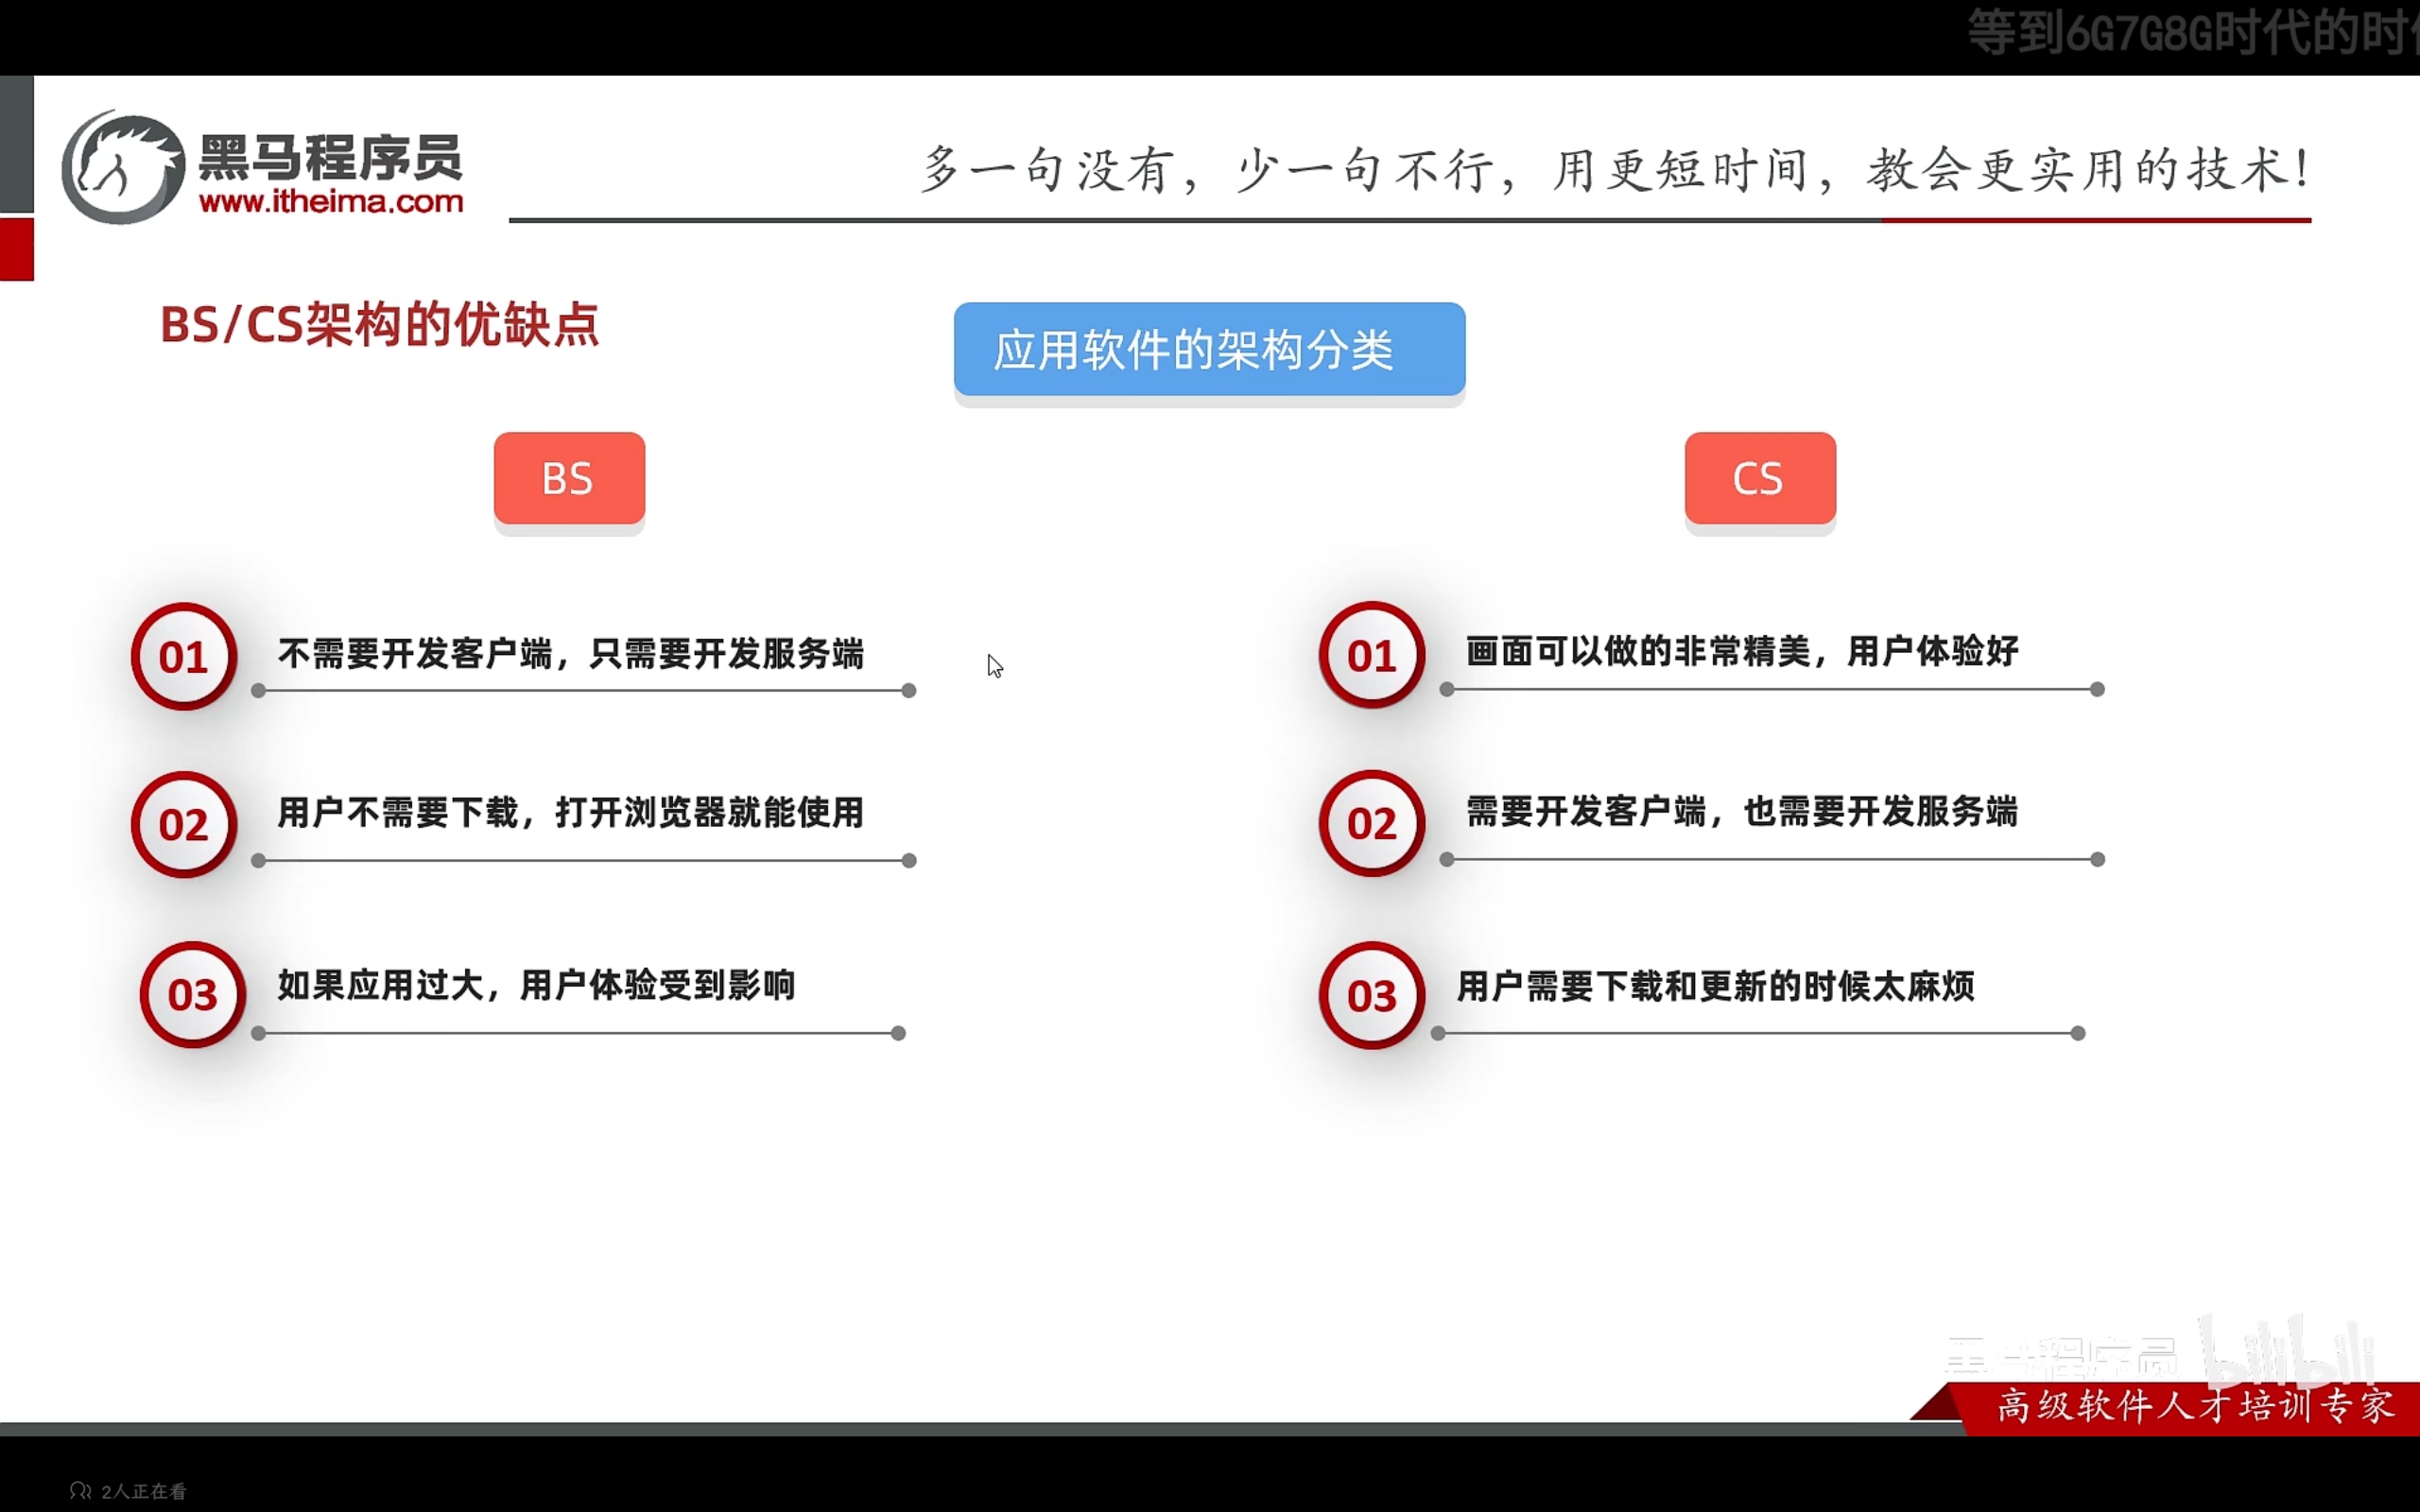 等到6G7G8G时代的时
黑马程序员
www.itheima.com
多一句没有，少一句不行，用更短时间，教会更实用的技术！
BS/CS架构的优缺点
应用软件的架构分类
BS
CS
01 不需要开发客户端，只需要开发服务端
02 用户不需要下载，打开浏览器就能使用
03 如果应用过大，用户体验受到影响
01 画面可以做的非常精美，用户体验好
02 需要开发客户端，也需要开发服务端
03 用户需要下载和更新的时候太麻烦
黑马程序员 bilibili
高级软件人才培训专家
2人正在看